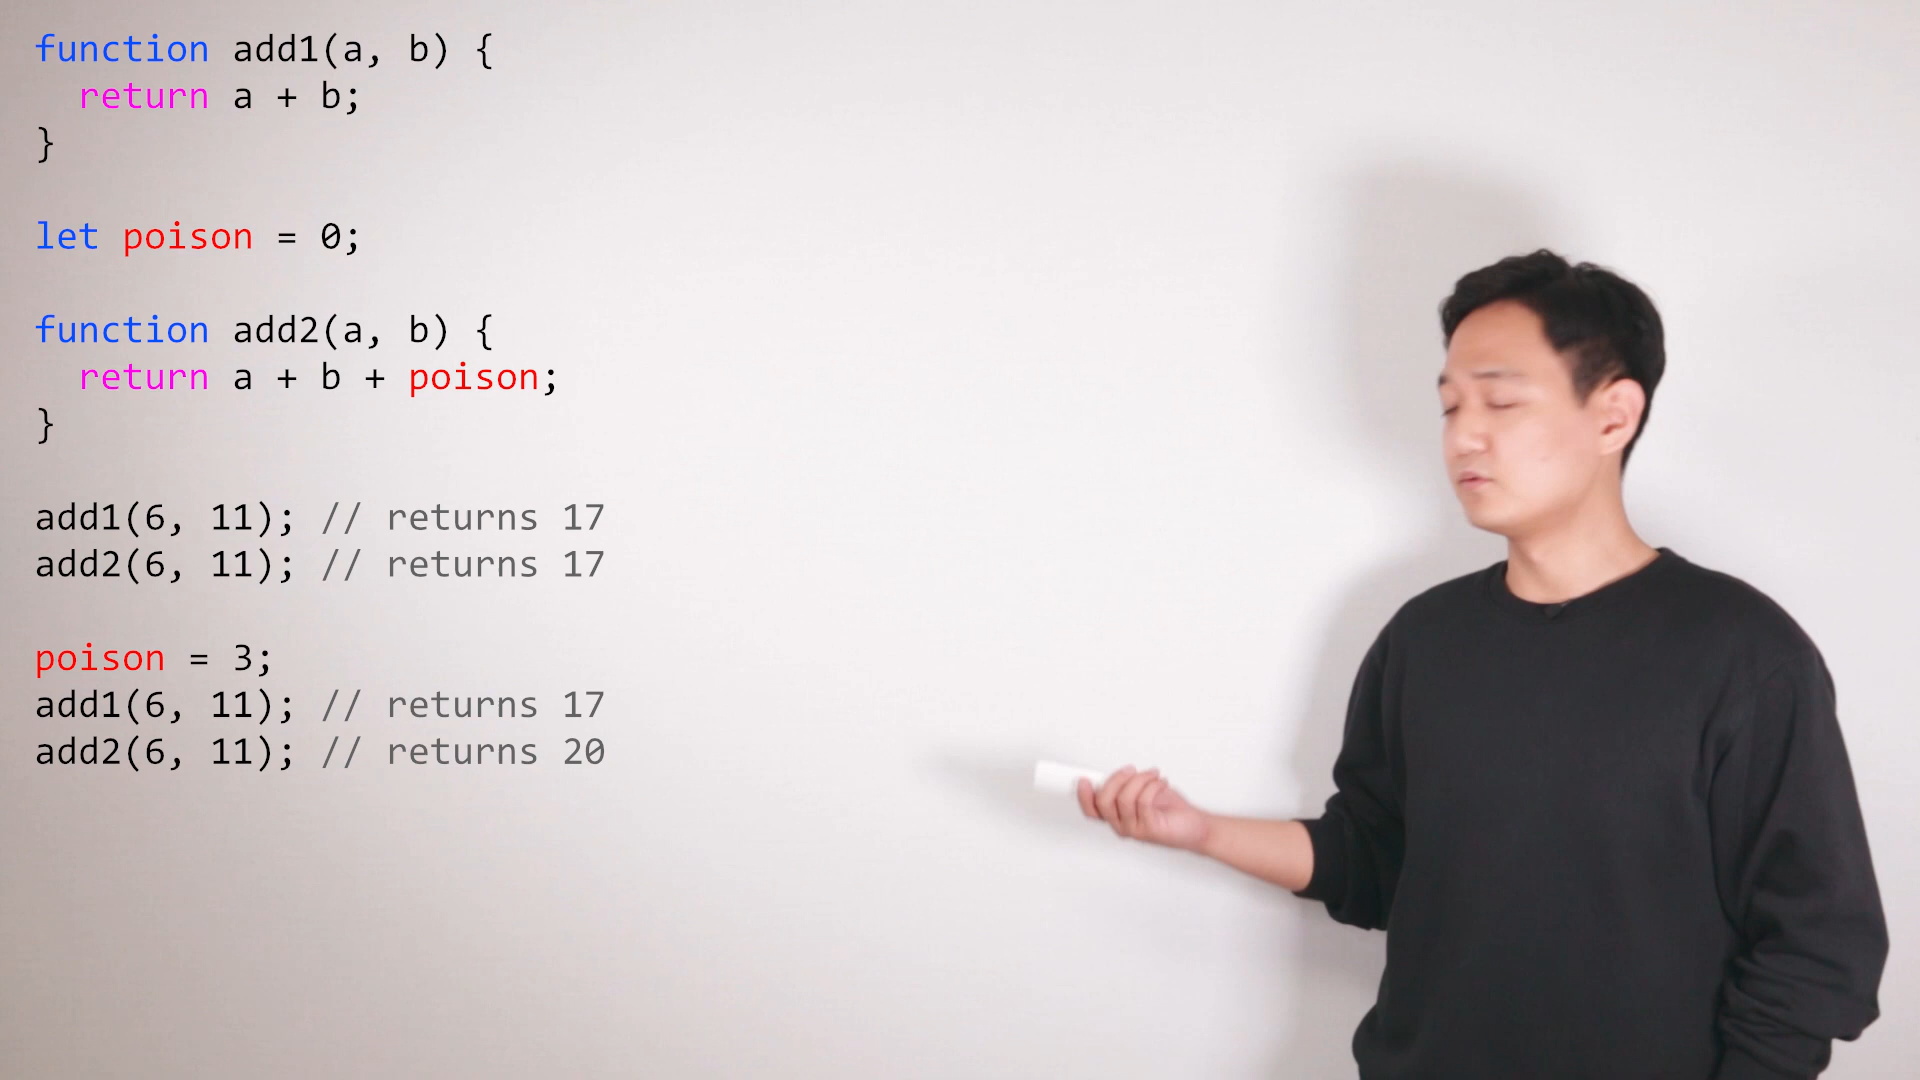 function add1(a, b) {
  return a + b;
}

let poison = 0;

function add2(a, b) {
  return a + b + poison;
}

add1(6, 11); // returns 17
add2(6, 11); // returns 17

poison = 3;
add1(6, 11); // returns 17
add2(6, 11); // returns 20